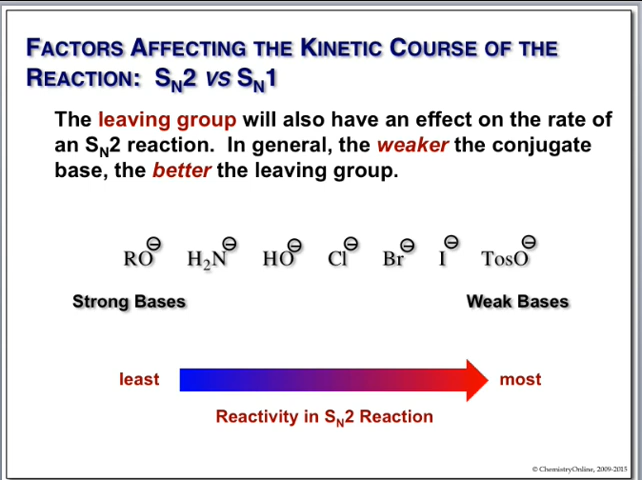 FACTORS AFFECTING THE KINETIC COURSE OF THE
REACTION: SN2 VS SN1
The leaving group will also have an effect on the rate of
an SN2 reaction. In general, the weaker the conjugate
base, the better the leaving group.
RO⊖ H₂N⊖ HO⊖ Cl⊖ Br⊖ I⊖ TosO⊖
Strong Bases Weak Bases
least most
Reactivity in SN2 Reaction
© ChemistryOnline, 2009-2015